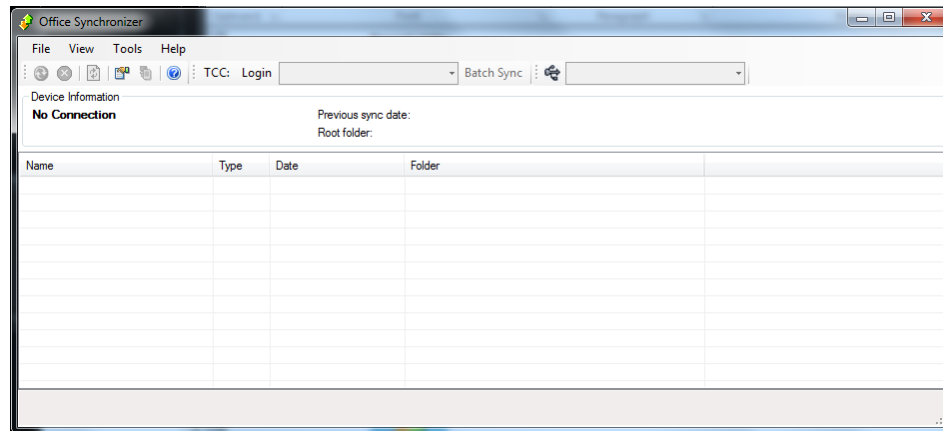 Office Synchronizer
File View Tools Help
TCC: Login Batch Sync
Device Information
No Connection Previous sync date:
Root folder:
Name Type Date Folder